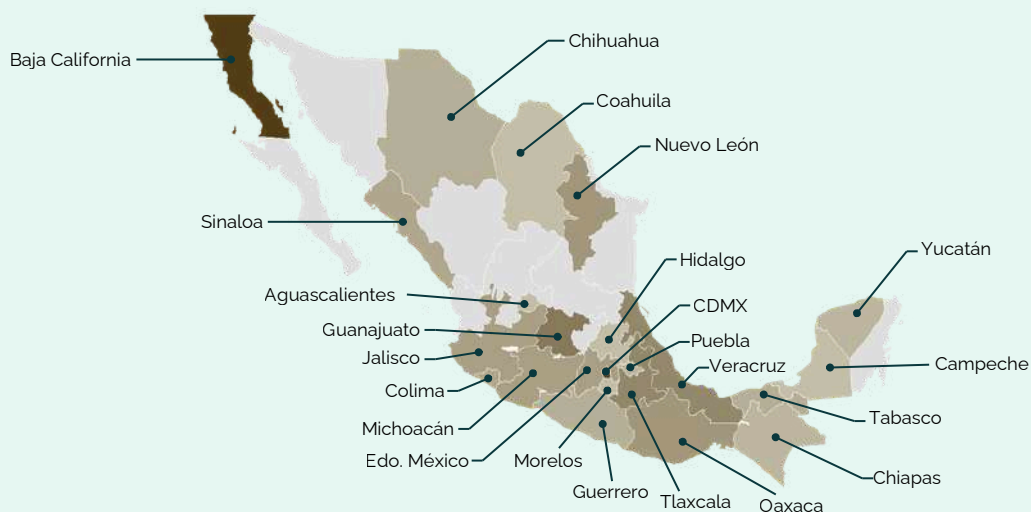 Chihuahua
Baja California
Coahuila
Nuevo León
Sinaloa
Yucatán
Hidalgo
Aguascalientes
CDMX
Guanajuato
Puebla
Jalisco
Veracruz
Campeche
Colima
Tabasco
Michoacán
Edo. México
Morelos
Chiapas
Guerrero
Tlaxcala
Oaxaca